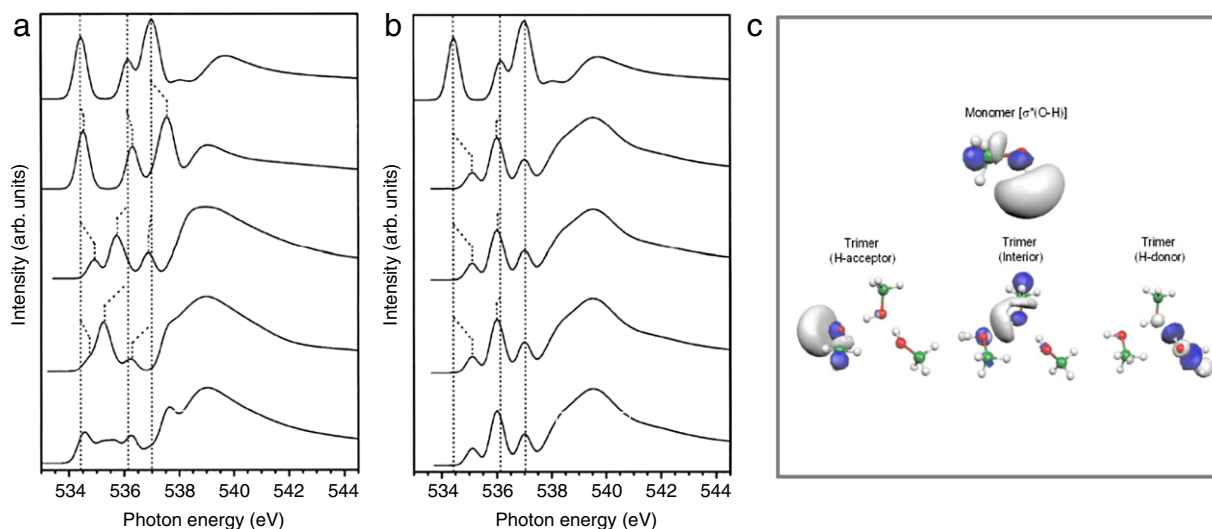 a
Intensity (arb. units)
534 536 538 540 542 544
Photon energy (eV)
b
Intensity (arb. units)
534 536 538 540 542 544
Photon energy (eV)
c
Monomer [σ*(O-H)]
Trimer
(H-acceptor)
Trimer
(Interior)
Trimer
(H-donor)